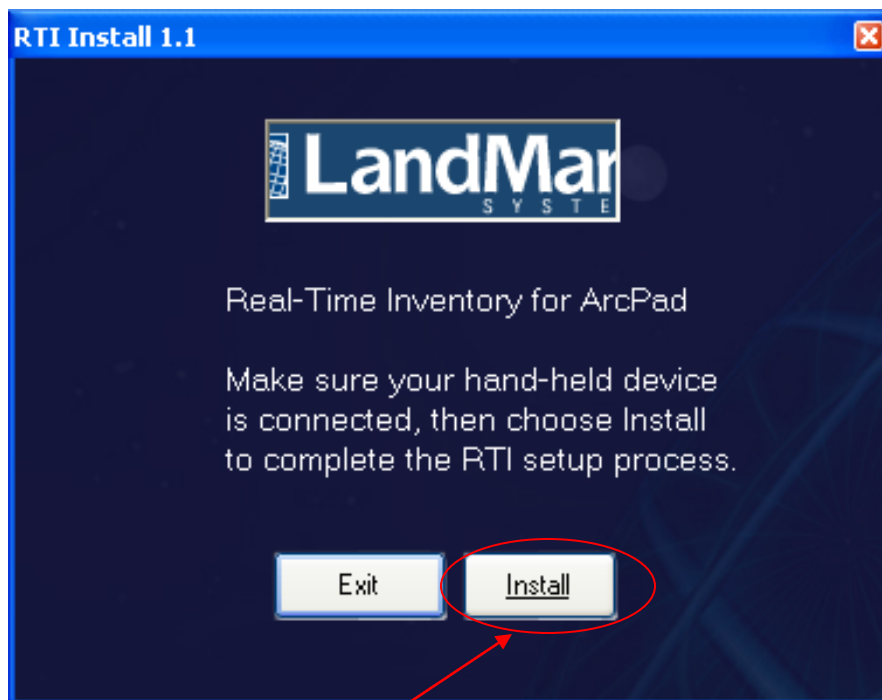 RTI Install 1.1
LandMar
SYSTE
Real-Time Inventory for ArcPad
Make sure your hand-held device
is connected, then choose Install
to complete the RTI setup process.
Exit
Install